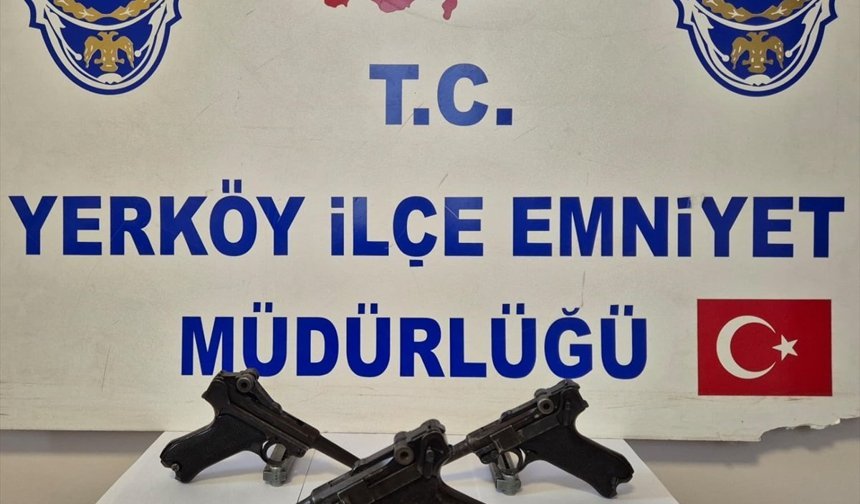 T.C.
YERKÖY İLÇE EMNİYET
MÜDÜRLÜĞÜ